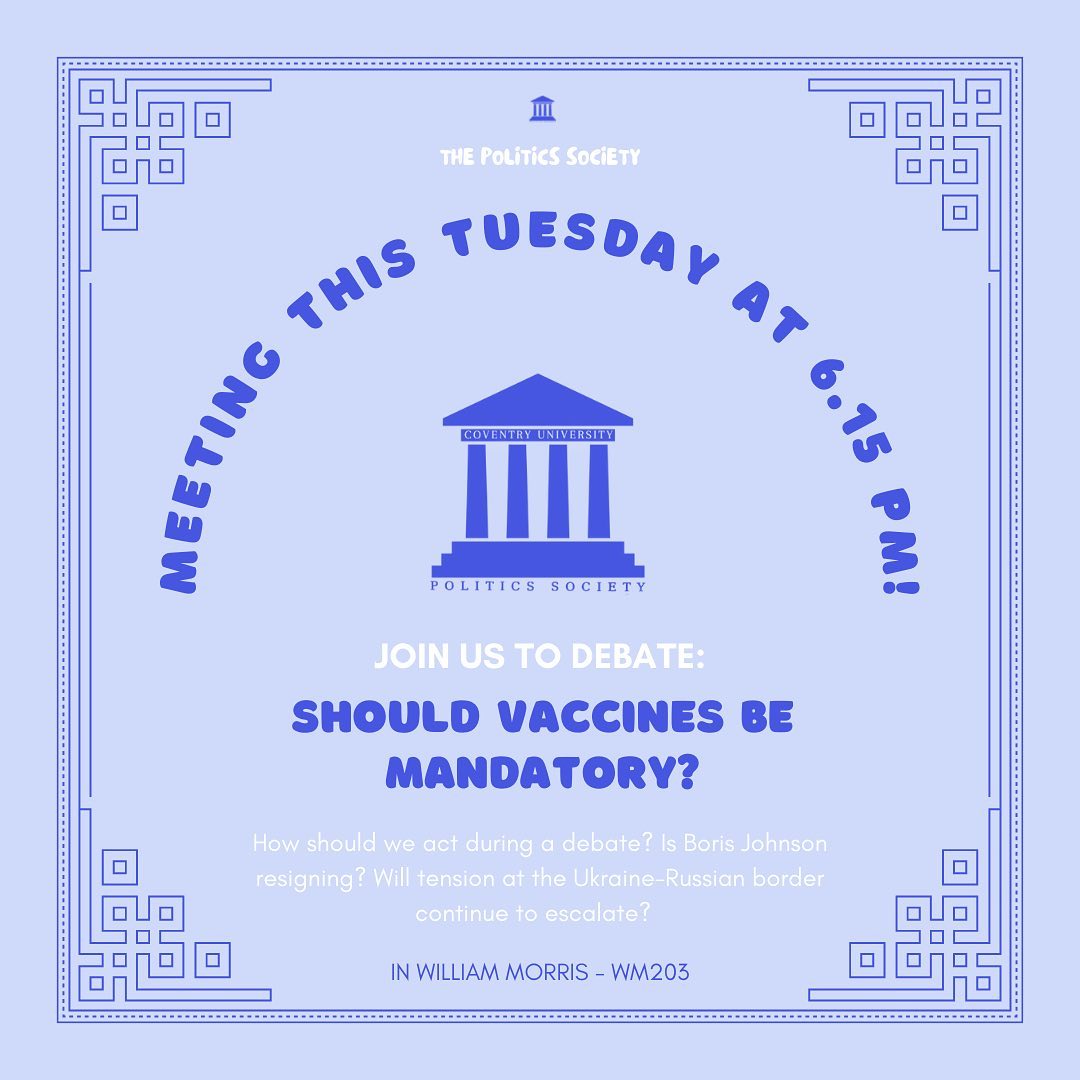 THE POLITICS SOCIETY
MEETING THIS TUESDAY AT 6.15 PM!
COVENTRY UNIVERSITY
POLITICS SOCIETY
JOIN US TO DEBATE:
SHOULD VACCINES BE
MANDATORY?
How should we act during a debate? Is Boris Johnson
resigning? Will tension at the Ukraine-Russian border
continue to escalate?
IN WILLIAM MORRIS - WM203